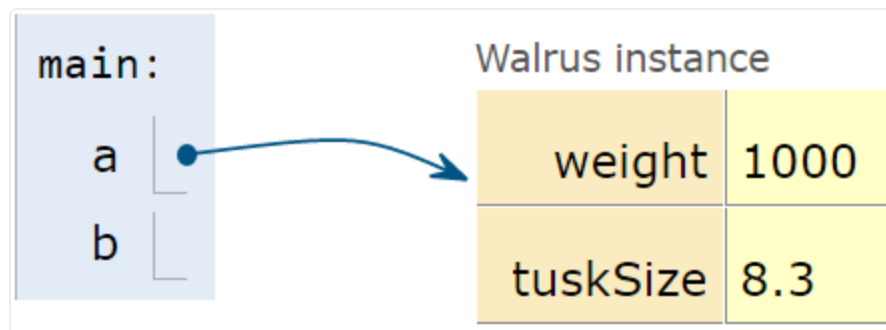 main:
a
b
Walrus instance
weight 1000
tuskSize 8.3